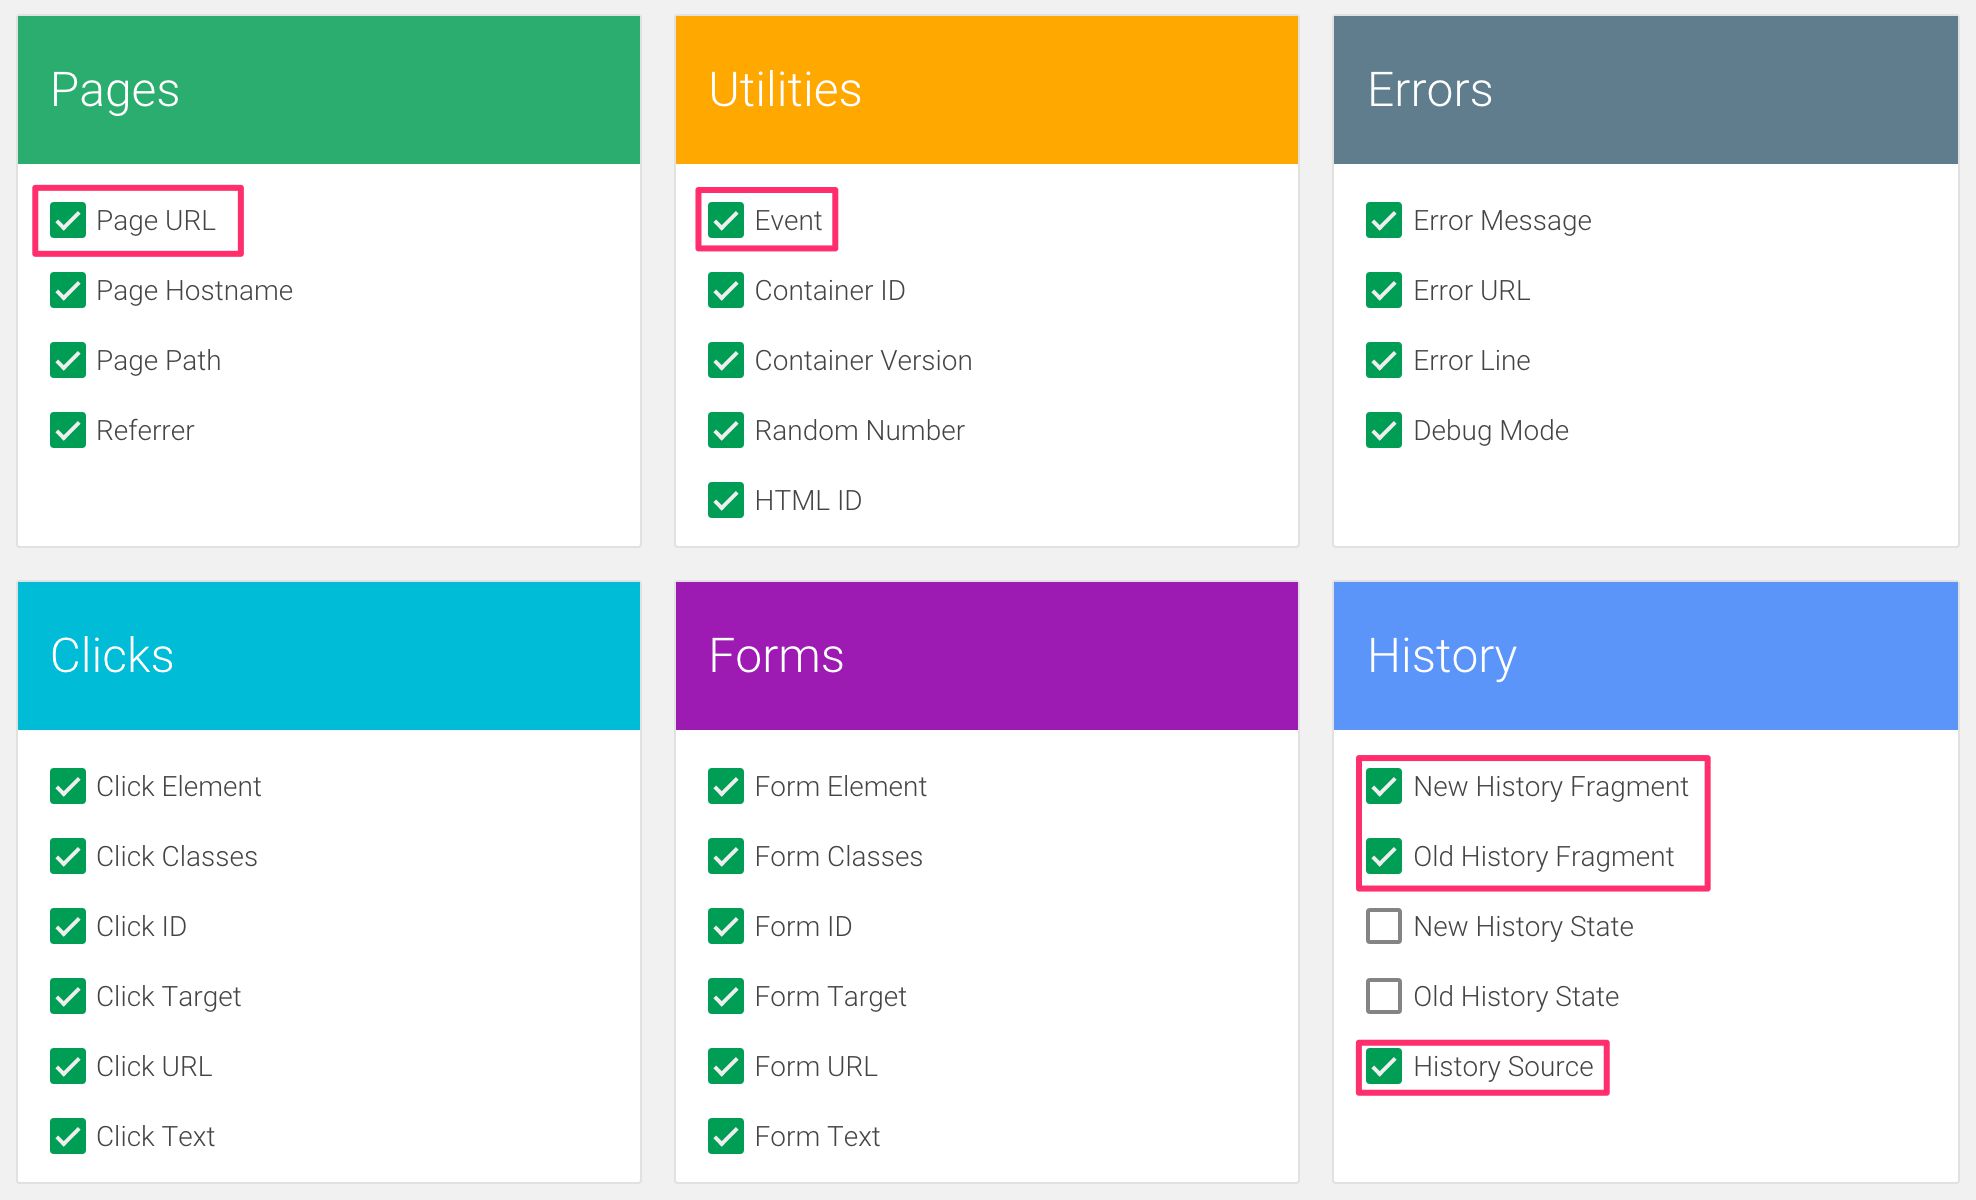 Pages
Page URL
Page Hostname
Page Path
Referrer
Utilities
Event
Container ID
Container Version
Random Number
HTML ID
Errors
Error Message
Error URL
Error Line
Debug Mode
Clicks
Click Element
Click Classes
Click ID
Click Target
Click URL
Click Text
Forms
Form Element
Form Classes
Form ID
Form Target
Form URL
Form Text
History
New History Fragment
Old History Fragment
New History State
Old History State
History Source